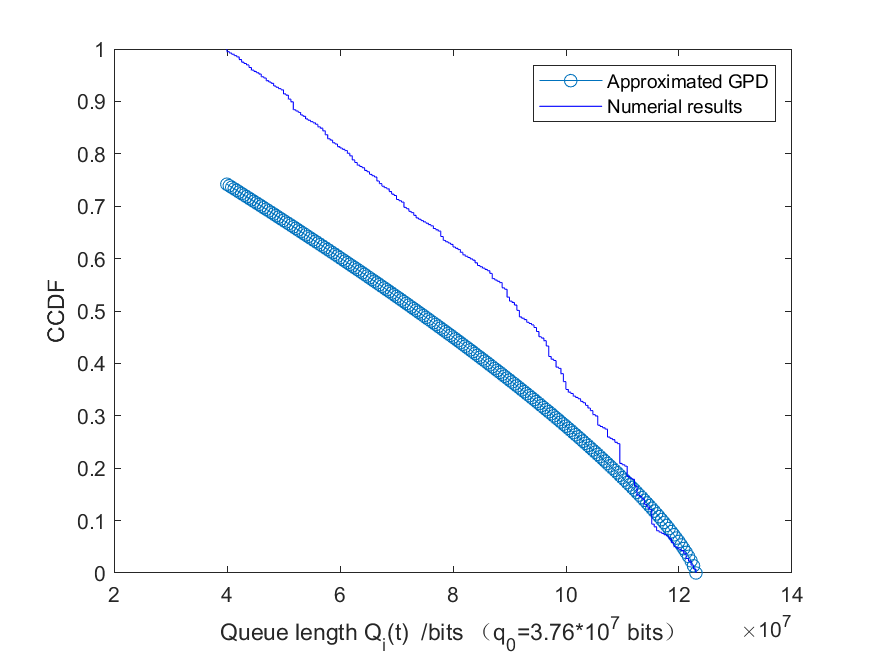 Approximated GPD
Numerial results
1
0.9
0.8
0.7
0.6
0.5
0.4
0.3
0.2
0.1
0
CCDF
2 4 6 8 10 12 14
×10^7
Queue length Q_i(t) /bits （q_0=3.76*10^7 bits）